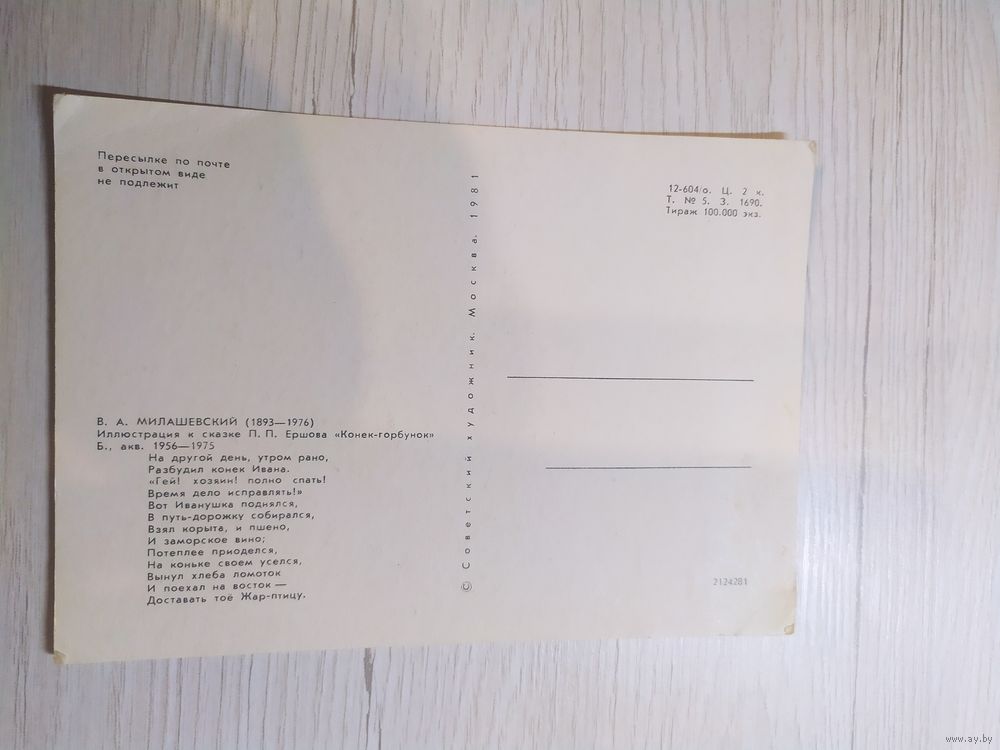 Пересылке по почте
в открытом виде
не подлежит
В. А. МИЛАШЕВСКИЙ (1893—1976)
Иллюстрация к сказке П. П. Ершова «Конек-горбунок»
Б., акв. 1956—1975
На другой день, утром рано,
Разбудил конек Ивана.
«Гей! хозяин! полно спать!
Время дело исправлять!»
Вот Иванушка поднялся,
В путь-дорожку собирался,
Взял корыта, и пшено,
И заморское вино;
Потеплее приоделся,
На коньке своем уселся,
Вынул хлеба ломоток
И поехал на восток —
Доставать тоё Жар-птицу.
© Советский художник. Москва. 1981
12-604/о. Ц. 2 к.
Т. № 5. З. 1690.
Тираж 100.000 экз.
2124281
www.ay.by